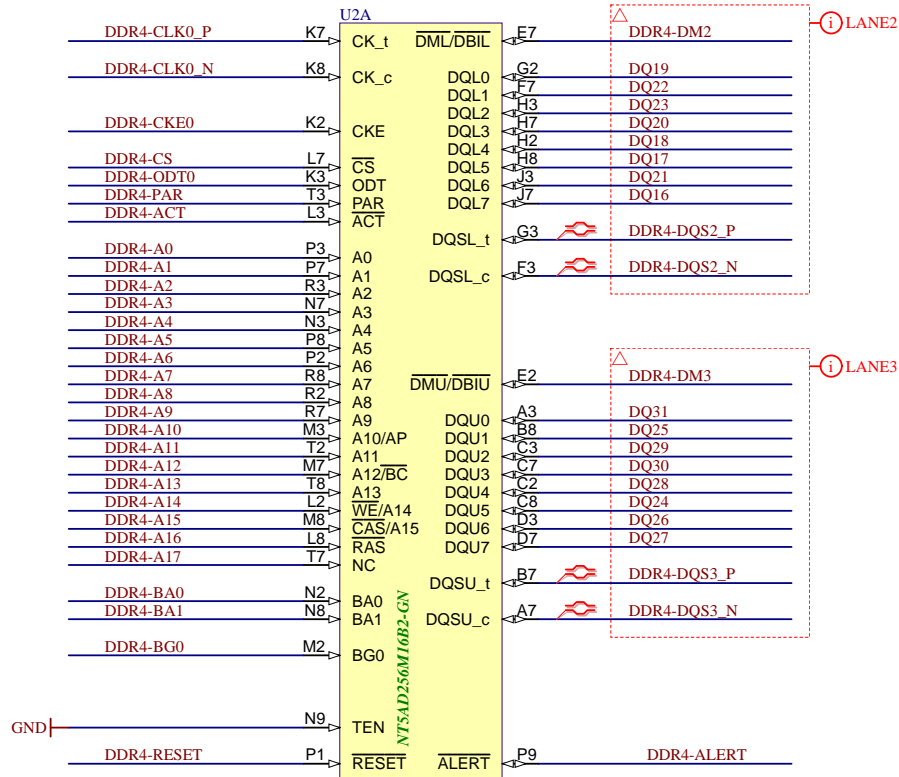 U2A
DDR4-CLK0_P K7 CK_t DML/DBIL E7 DDR4-DM2 LANE2
DDR4-CLK0_N K8 CK_c DQL0 G2 DQ19
DQL1 F7 DQ22
DQL2 H3 DQ23
DDR4-CKE0 K2 CKE DQL3 H7 DQ20
DQL4 H2 DQ18
DDR4-CS L7 CS DQL5 H8 DQ17
DDR4-ODT0 K3 ODT DQL6 J3 DQ21
DDR4-PAR T3 PAR DQL7 J7 DQ16
DDR4-ACT L3 ACT
DQSL_t G3 DDR4-DQS2_P
DDR4-A0 P3 A0
DDR4-A1 P7 A1 DQSL_c F3 DDR4-DQS2_N
DDR4-A2 R3 A2
DDR4-A3 N7 A3
DDR4-A4 N3 A4
DDR4-A5 P8 A5
DDR4-A6 P2 A6 LANE3
DDR4-A7 R8 A7 DMU/DBIU E2 DDR4-DM3
DDR4-A8 R2 A8
DDR4-A9 R7 A9 DQU0 A3 DQ31
DDR4-A10 M3 A10/AP DQU1 B8 DQ25
DDR4-A11 T2 A11 DQU2 C3 DQ29
DDR4-A12 M7 A12/BC DQU3 C7 DQ30
DDR4-A13 T8 A13 DQU4 C2 DQ28
DDR4-A14 L2 WE/A14 DQU5 C8 DQ24
DDR4-A15 M8 CAS/A15 DQU6 D3 DQ26
DDR4-A16 L8 RAS DQU7 D7 DQ27
DDR4-A17 T7 NC
DQSU_t B7 DDR4-DQS3_P
DDR4-BA0 N2 BA0
DDR4-BA1 N8 BA1 DQSU_c A7 DDR4-DQS3_N
DDR4-BG0 M2 BG0
NT5AD256M16B2-GN
GND N9 TEN
DDR4-RESET P1 RESET ALERT P9 DDR4-ALERT